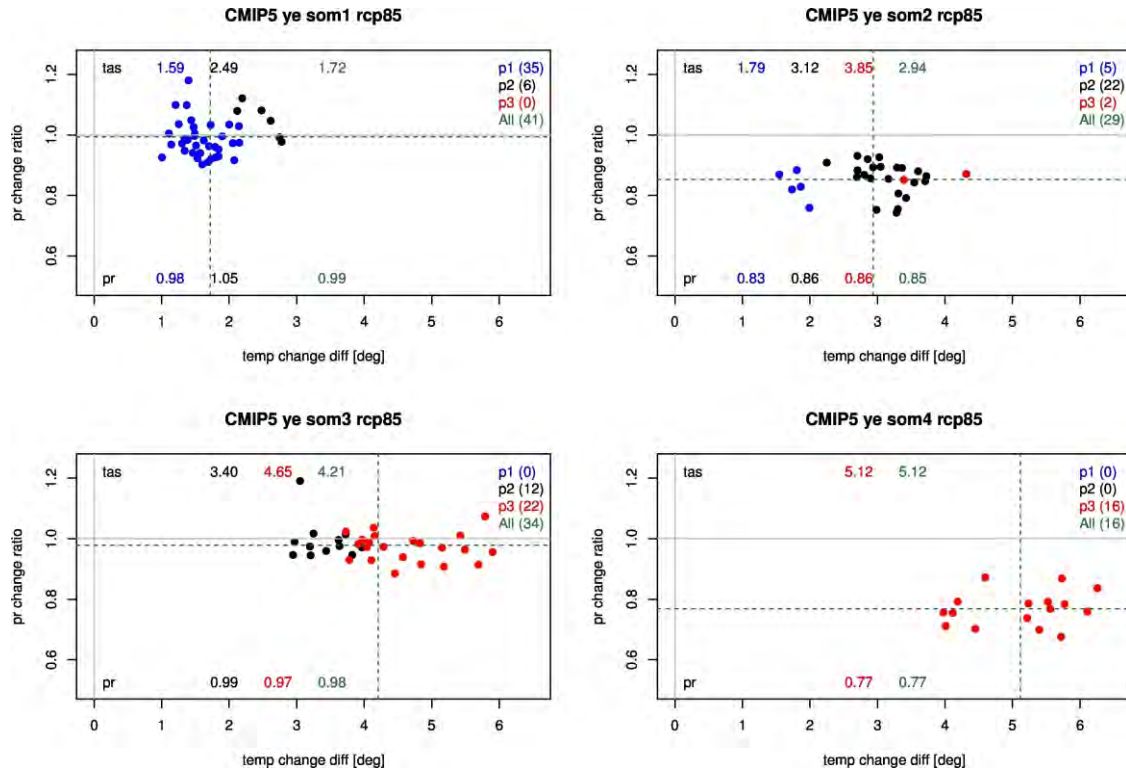 CMIP5 ye som1 rcp85
tas 1.59 2.49 1.72 p1 (35)
p2 (6)
p3 (0)
All (41)
pr change ratio
0.6 0.8 1.0 1.2
pr 0.98 1.05 0.99
0 1 2 3 4 5 6
temp change diff [deg]
CMIP5 ye som2 rcp85
tas 1.79 3.12 3.85 2.94 p1 (5)
p2 (22)
p3 (2)
All (29)
pr change ratio
0.6 0.8 1.0 1.2
pr 0.83 0.86 0.86 0.85
0 1 2 3 4 5 6
temp change diff [deg]
CMIP5 ye som3 rcp85
tas 3.40 4.65 4.21 p1 (0)
p2 (12)
p3 (22)
All (34)
pr change ratio
0.6 0.8 1.0 1.2
pr 0.99 0.97 0.98
0 1 2 3 4 5 6
temp change diff [deg]
CMIP5 ye som4 rcp85
tas 5.12 5.12 p1 (0)
p2 (0)
p3 (16)
All (16)
pr change ratio
0.6 0.8 1.0 1.2
pr 0.77 0.77
0 1 2 3 4 5 6
temp change diff [deg]